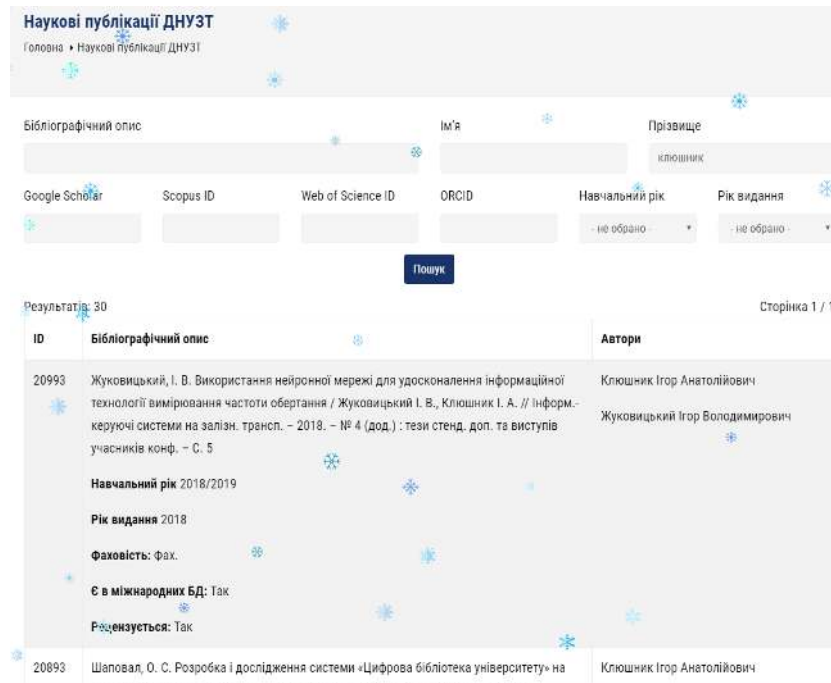 Наукові публікації ДНУЗТ
Головна ▸ Наукові публікації ДНУЗТ
Бібліографічний опис Ім'я Прізвище
клюшник
Google Scholar Scopus ID Web of Science ID ORCID Навчальний рік Рік видання
- не обрано - - не обрано -
Пошук
Результатів: 30 Сторінка 1 / 1
ID Бібліографічний опис Автори
20993 Жуковицький, І. В. Використання нейронної мережі для удосконалення інформаційної Клюшник Ігор Анатолійович
технології вимірювання частоти обертання / Жуковицький І. В., Клюшник І. А. // Інформ.-
керуючі системи на залізн. трансп. – 2018. – № 4 (дод.) : тези стенд. доп. та виступів Жуковицький Ігор Володимирович
учасників конф. – С. 5
Навчальний рік 2018/2019
Рік видання 2018
Фаховість: Фах.
Є в міжнародних БД: Так
Рецензується: Так
20893 Шаповал, О. С. Розробка і дослідження системи «Цифрова бібліотека університету» на Клюшник Ігор Анатолійович